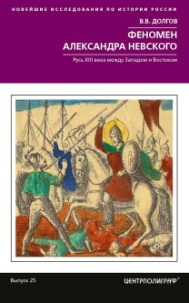 НОВЕЙШИЕ ИССЛЕДОВАНИЯ ПО ИСТОРИИ РОССИИ
В.В. ДОЛГОВ
ФЕНОМЕН
АЛЕКСАНДРА НЕВСКОГО
Русь XIII века между Западом и Востоком
Выпуск 25
ЦЕНТРПОЛИГРАФ®